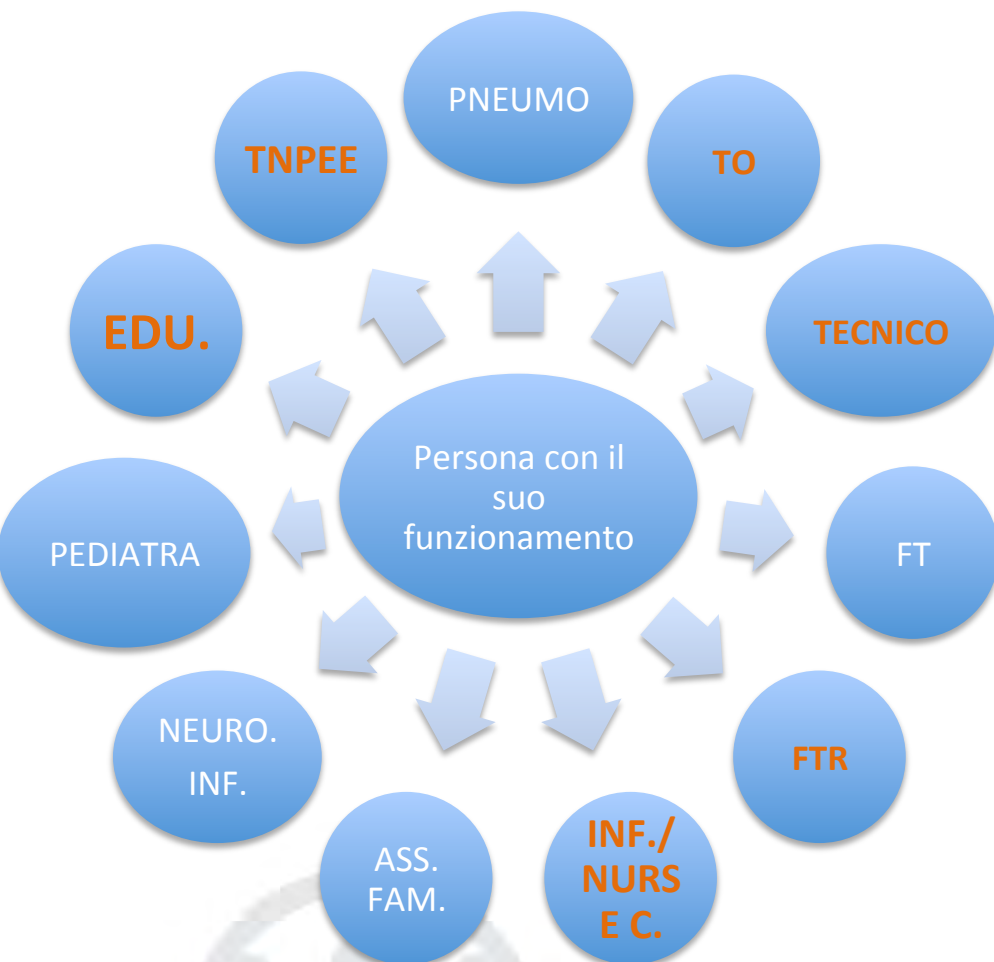 PNEUMO
TNPEE
TO
EDU.
TECNICO
Persona con il
suo
funzionamento
PEDIATRA
FT
NEURO.
INF.
FTR
ASS.
FAM.
INF./
NURS
E C.